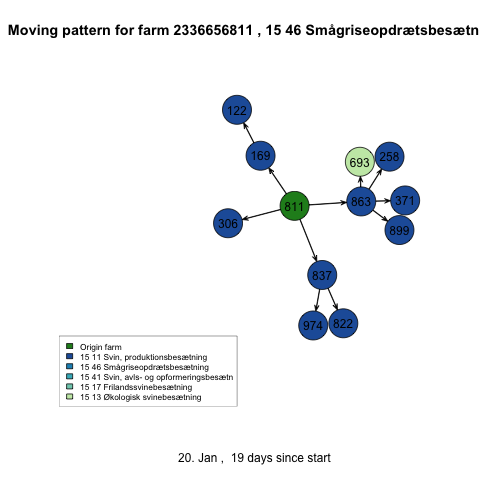 Moving pattern for farm 2336656811 , 15 46 Smågriseopdrætsbesætn
122
169
693
258
811
863
371
306
899
837
974
822
Origin farm
15 11 Svin, produktionsbesætning
15 46 Smågriseopdrætsbesætning
15 41 Svin, avls- og opformeringsbesætn
15 17 Frilandssvinebesætning
15 13 Økologisk svinebesætning
20. Jan , 19 days since start